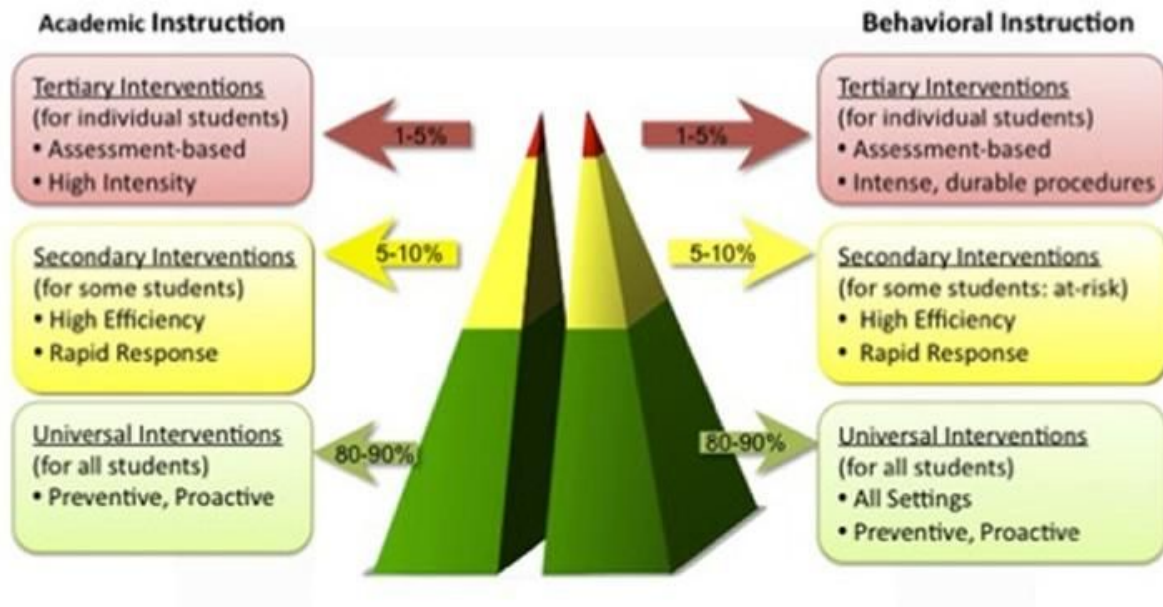 Academic Instruction
Tertiary Interventions
(for individual students)
• Assessment-based
• High Intensity
1-5%
Secondary Interventions
(for some students)
• High Efficiency
• Rapid Response
5-10%
Universal Interventions
(for all students)
• Preventive, Proactive
80-90%
Behavioral Instruction
1-5%
Tertiary Interventions
(for individual students)
• Assessment-based
• Intense, durable procedures
5-10%
Secondary Interventions
(for some students: at-risk)
• High Efficiency
• Rapid Response
80-90%
Universal Interventions
(for all students)
• All Settings
• Preventive, Proactive